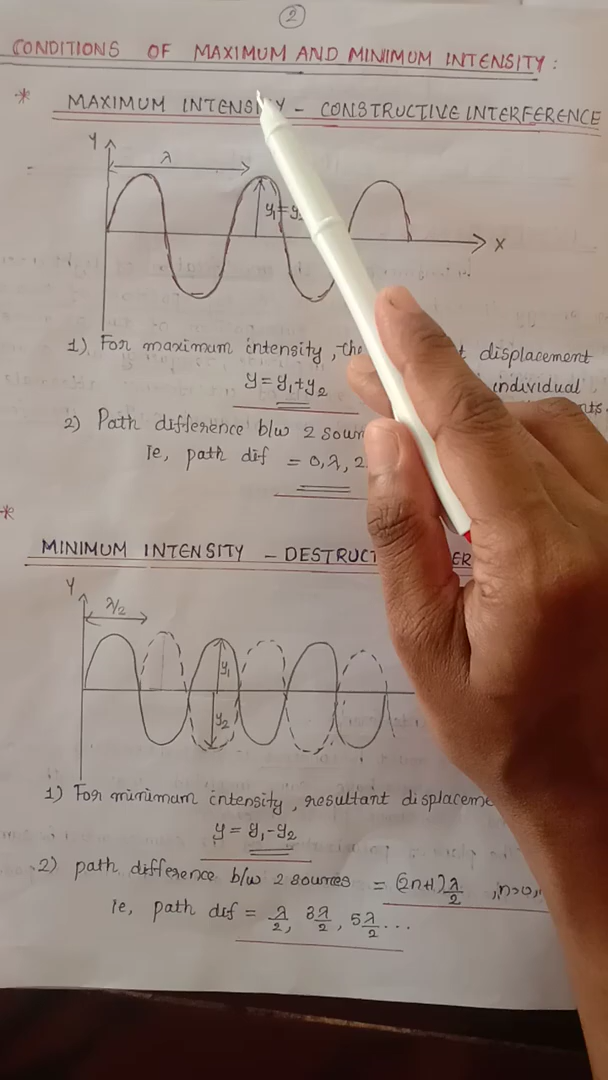 2
CONDITIONS OF MAXIMUM AND MINIMUM INTENSITY :
* MAXIMUM INTENSITY - CONSTRUCTIVE INTERFERENCE
Y
λ
y₁=y₂
X
1) For maximum intensity, the displacement
y = y₁+y₂ individual
2) Path difference b/w 2
Ie, path dif = 0, λ, 2
*
MINIMUM INTENSITY - DESTRUCT
Y
λ/2
y₁
y₂
1) For minimum intensity, resultant displaceme
y = y₁-y₂
2) path difference b/w 2 sources = (2n+1)λ/2
Ie, path dif = λ/2, 3λ/2, 5λ/2 ...